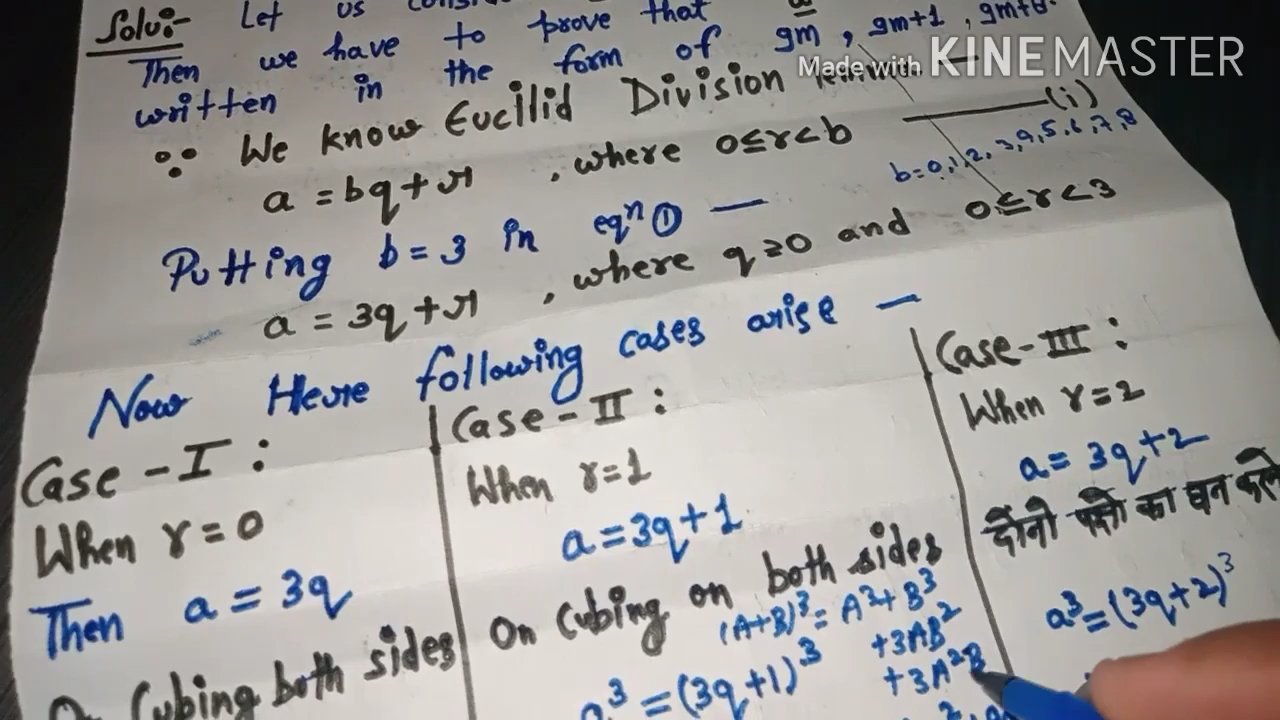 Solu:- Let us
Then we have to prove that a
written in the form of 9m, 9m+1, 9m+8.
Made with KINEMASTER
∵ We know Eucilid Division
a = bq + r , where 0≤r<b —(i)
b=0,1,2,3,4,5,6,7,8
Putting b = 3 in eqⁿ ① —
a = 3q + r , where q≥0 and 0≤r<3
Now Here following cases arise —
Case - I :
When r = 0
Then a = 3q
On Cubing both sides
Case - II :
When r=1
a = 3q+1
On Cubing on both sides
(A+B)³ = A²+B³
+3AB²
+3A²B
a³ = (3q+1)³
Case - III :
When r = 2
a = 3q+2
दोनो पक्षो का घन करने
a³ = (3q+2)³